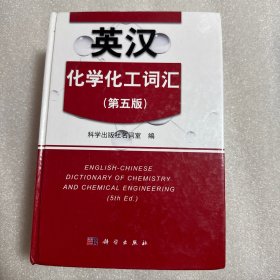 英汉
化学化工词汇
(第五版)
科学出版社名词室 编
ENGLISH-CHINESE
DICTIONARY OF CHEMISTRY
AND CHEMICAL ENGINEERING
(5th Ed.)
科学出版社